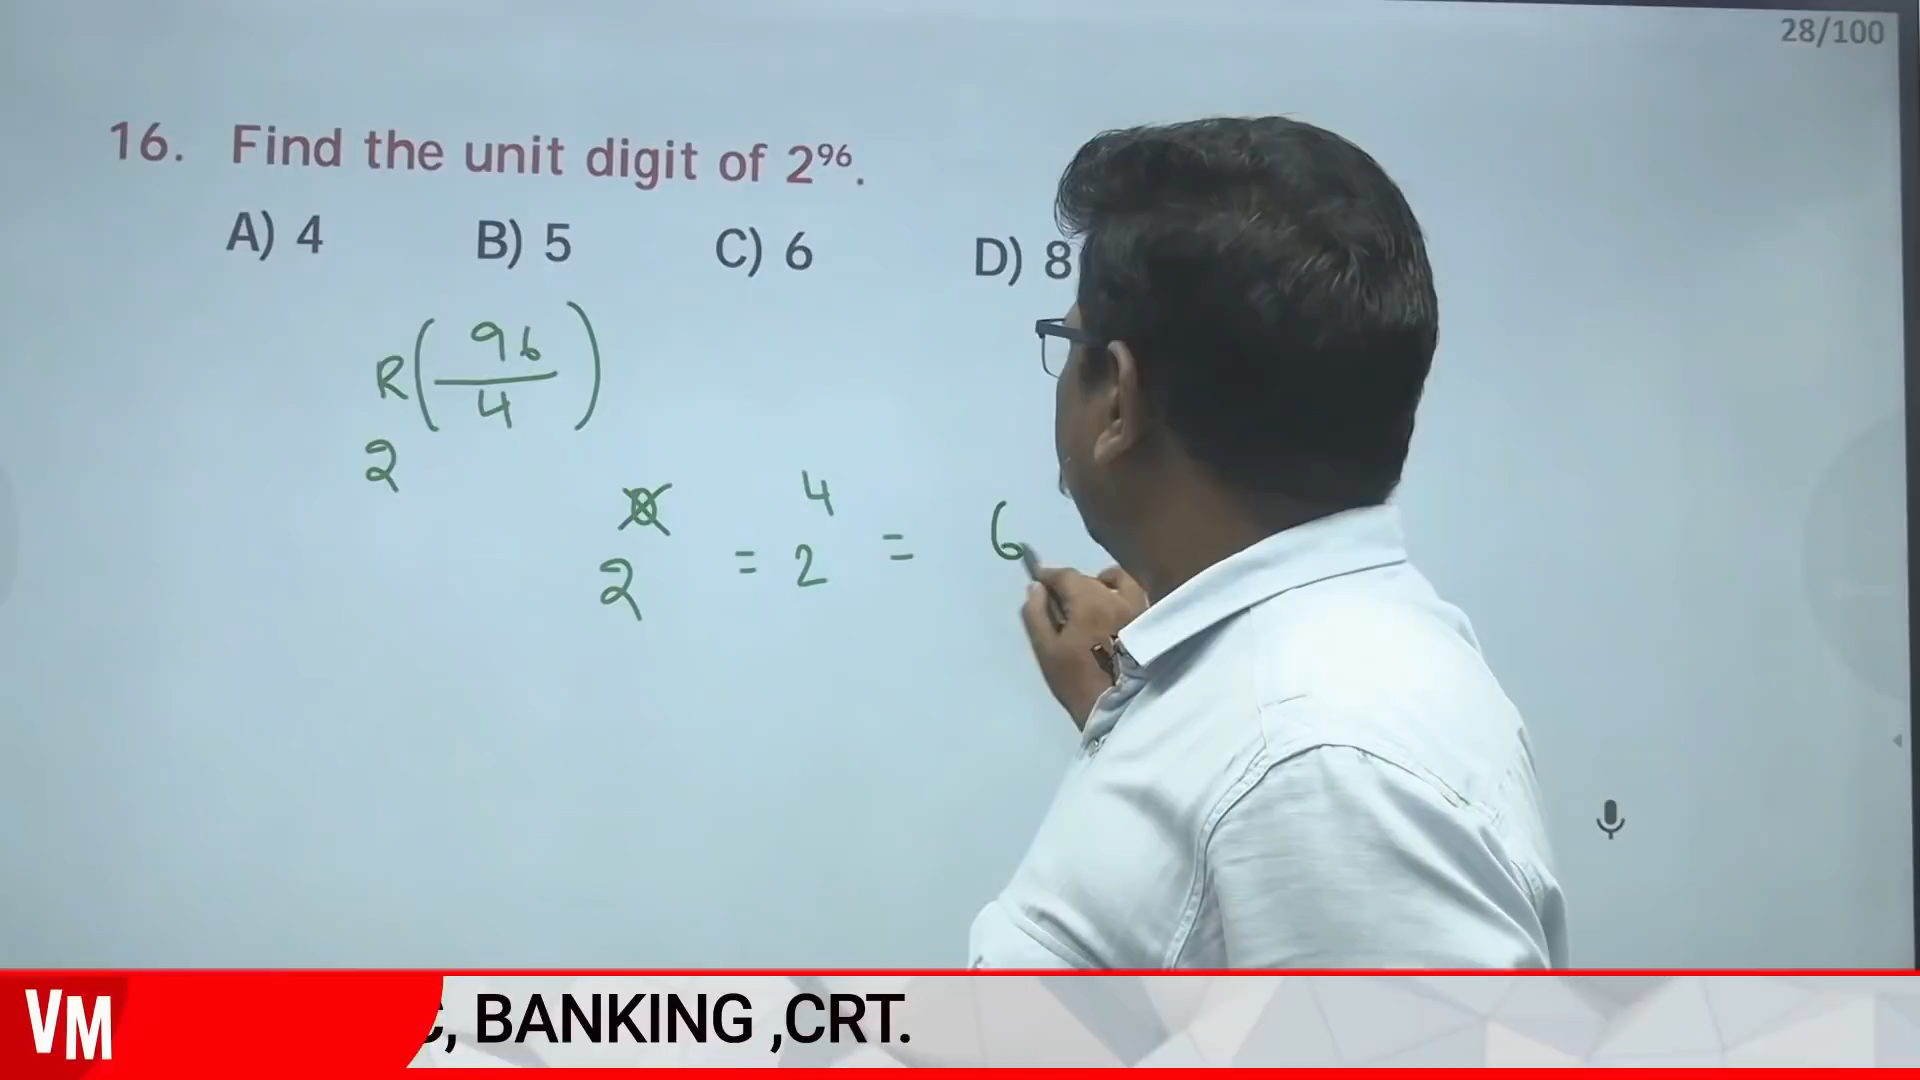 28/100
16. Find the unit digit of 2⁹⁶.
A) 4 B) 5 C) 6 D) 8
R(96/4)
2
0 4
2 = 2 = 6
VM
, BANKING ,CRT.